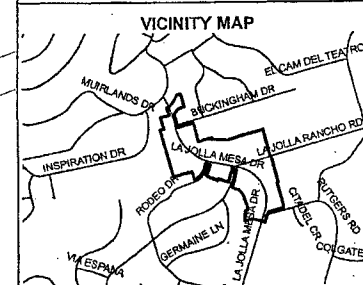 VICINITY MAP
EL CAM DEL TEATRO
MUIRLANDS DR
BUCKINGHAM DR
LA JOLLA RANCHO RD
LA JOLLA MESA DR
INSPIRATION DR
RODEO DR
RUTGERS RD
CITADEL CR
GERMAINE LN
LA JOLLA MESA DR
COLGATE
VIA ESPANA